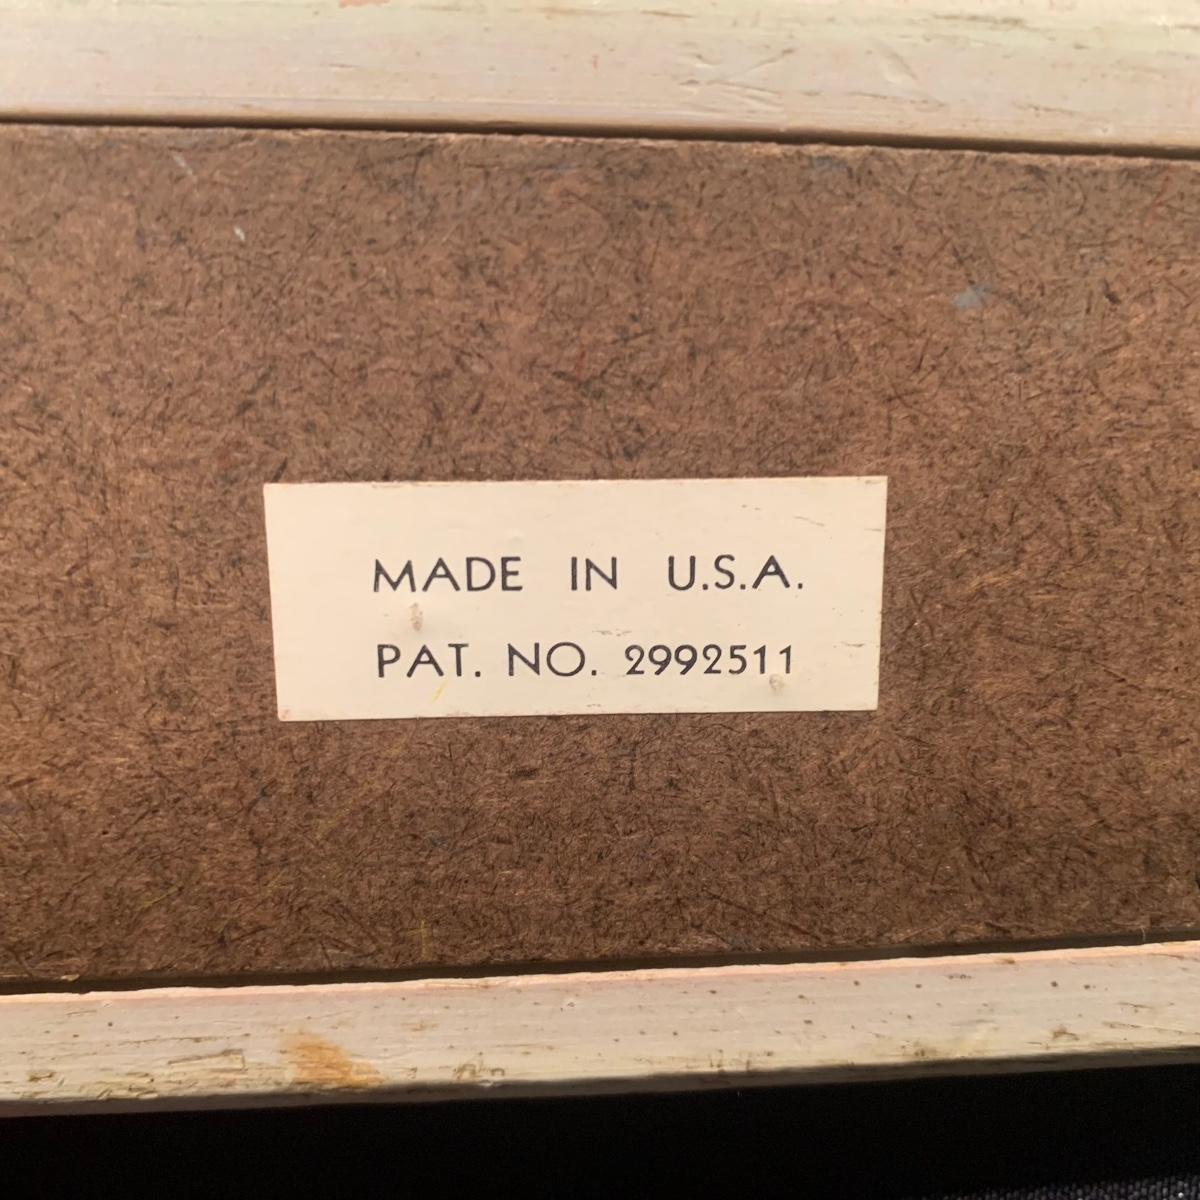 MADE IN U.S.A.
PAT. NO. 2992511